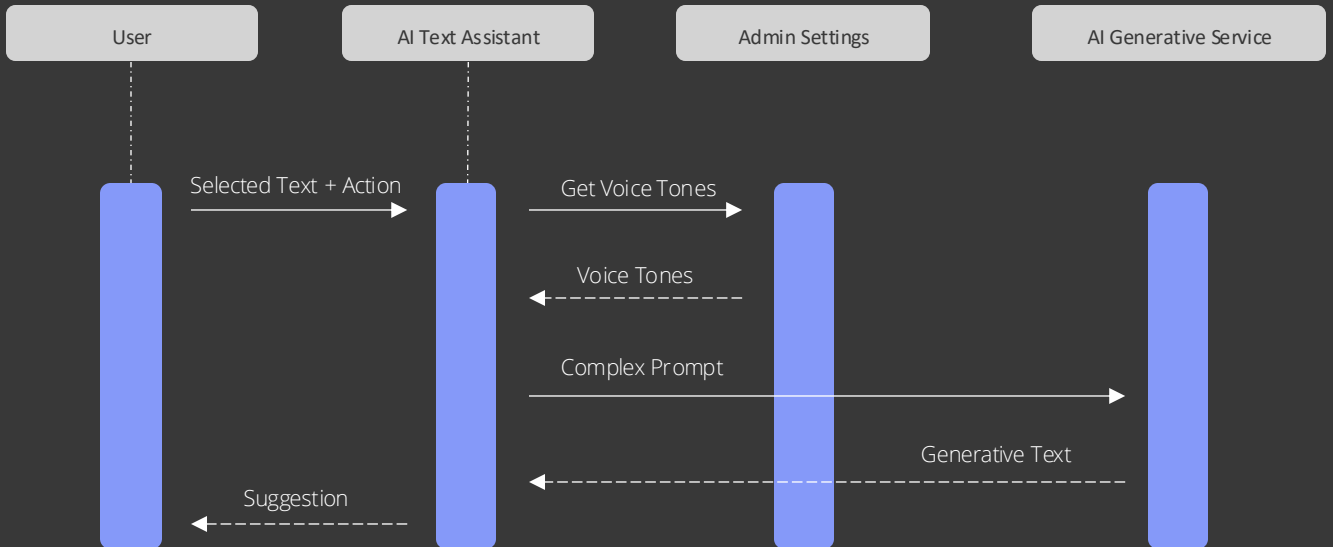 User
AI Text Assistant
Admin Settings
AI Generative Service
Selected Text + Action
Get Voice Tones
Voice Tones
Complex Prompt
Generative Text
Suggestion